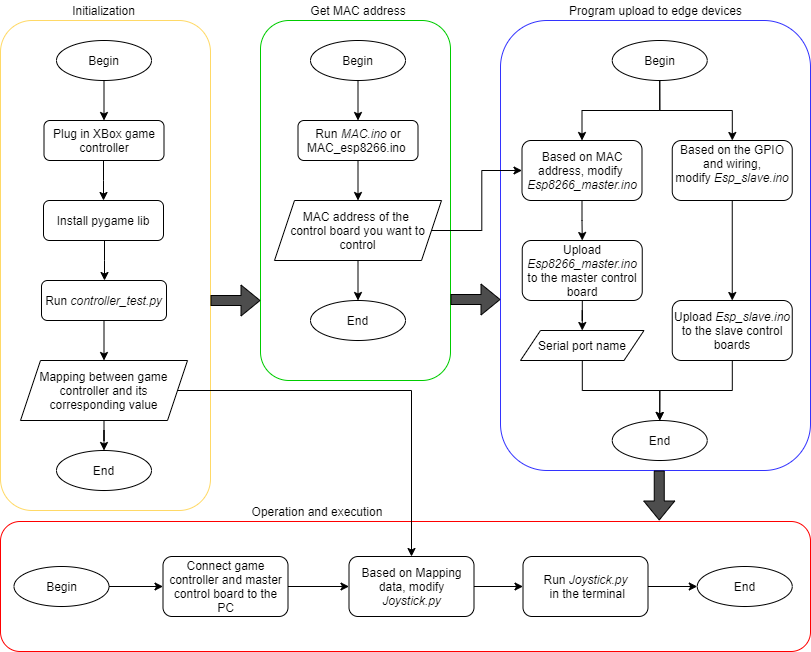 Initialization
Begin
Plug in XBox game
controller
Install pygame lib
Run controller_test.py
Mapping between game
controller and its
corresponding value
End
Get MAC address
Begin
Run MAC.ino or
MAC_esp8266.ino
MAC address of the
control board you want to
control
End
Program upload to edge devices
Begin
Based on MAC
address, modify
Esp8266_master.ino
Upload
Esp8266_master.ino
to the master control
board
Serial port name
Based on the GPIO
and wiring,
modify Esp_slave.ino
Upload Esp_slave.ino
to the slave control
boards
End
Operation and execution
Begin
Connect game
controller and master
control board to the
PC
Based on Mapping
data, modify
Joystick.py
Run Joystick.py
in the terminal
End